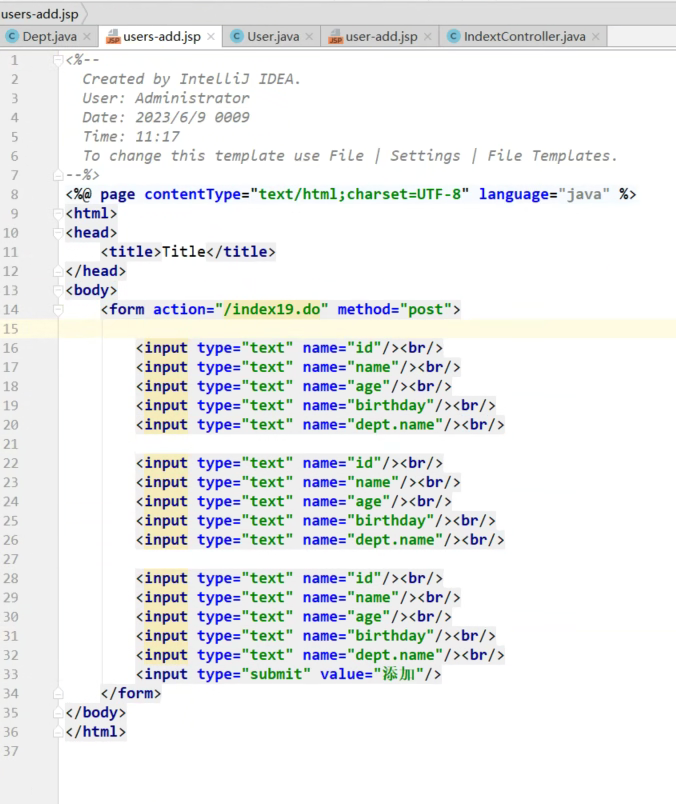 users-add.jsp
Dept.java users-add.jsp User.java user-add.jsp IndextController.java
1 <%--
2 Created by IntelliJ IDEA.
3 User: Administrator
4 Date: 2023/6/9 0009
5 Time: 11:17
6 To change this template use File | Settings | File Templates.
7 --%>
8 <%@ page contentType="text/html;charset=UTF-8" language="java" %>
9 <html>
10 <head>
11 <title>Title</title>
12 </head>
13 <body>
14 <form action="/index19.do" method="post">
15
16 <input type="text" name="id"/><br/>
17 <input type="text" name="name"/><br/>
18 <input type="text" name="age"/><br/>
19 <input type="text" name="birthday"/><br/>
20 <input type="text" name="dept.name"/><br/>
21
22 <input type="text" name="id"/><br/>
23 <input type="text" name="name"/><br/>
24 <input type="text" name="age"/><br/>
25 <input type="text" name="birthday"/><br/>
26 <input type="text" name="dept.name"/><br/>
27
28 <input type="text" name="id"/><br/>
29 <input type="text" name="name"/><br/>
30 <input type="text" name="age"/><br/>
31 <input type="text" name="birthday"/><br/>
32 <input type="text" name="dept.name"/><br/>
33 <input type="submit" value="添加"/>
34 </form>
35 </body>
36 </html>
37